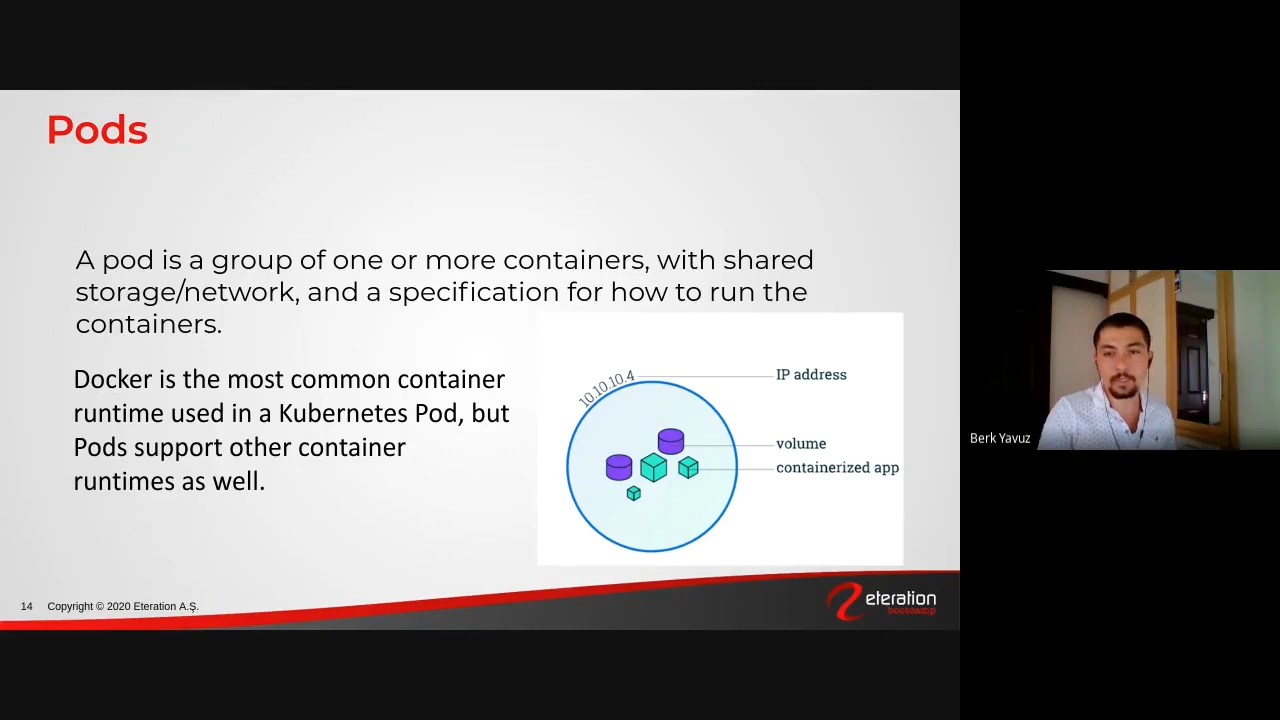 Pods
A pod is a group of one or more containers, with shared
storage/network, and a specification for how to run the
containers.
Docker is the most common container
runtime used in a Kubernetes Pod, but
Pods support other container
runtimes as well.
10.10.10.4
IP address
volume
containerized app
14 Copyright © 2020 Eteration A.Ş.
eteration
bootcamp
Berk Yavuz